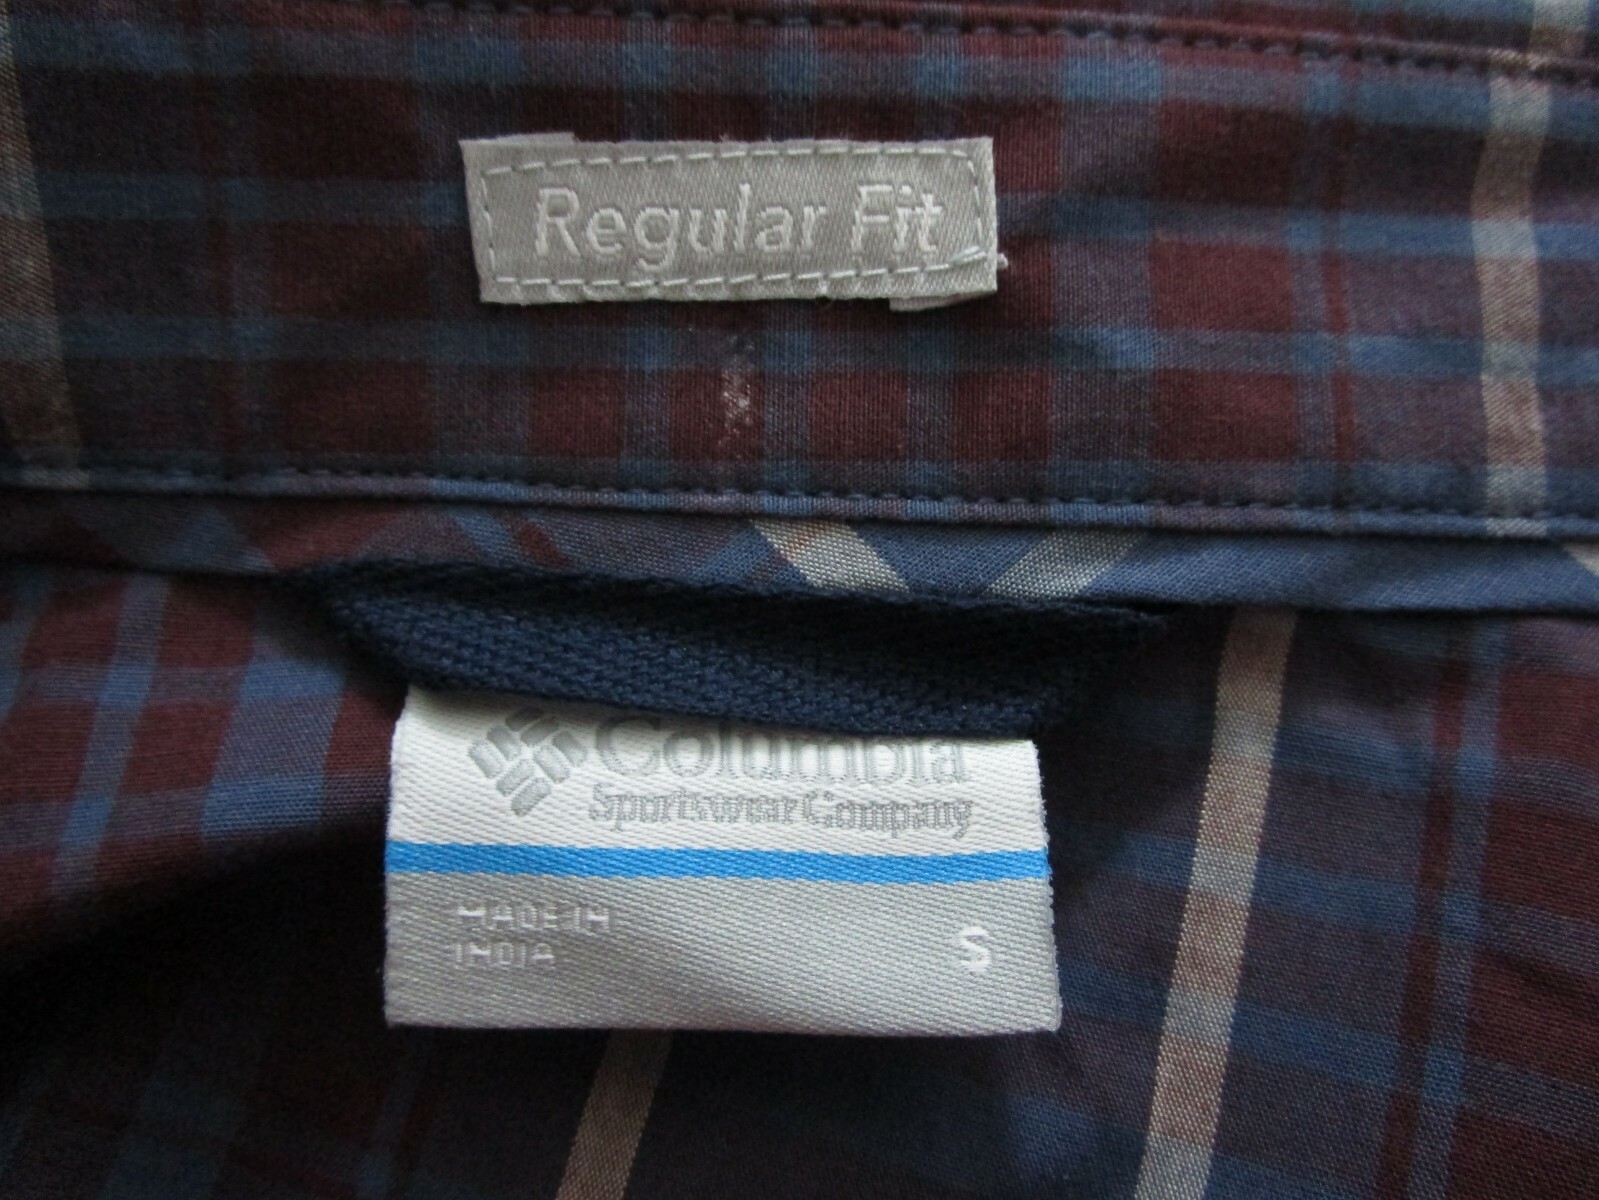 Regular Fit
Columbia
Sportswear Company
MADE IN
INDIA
S